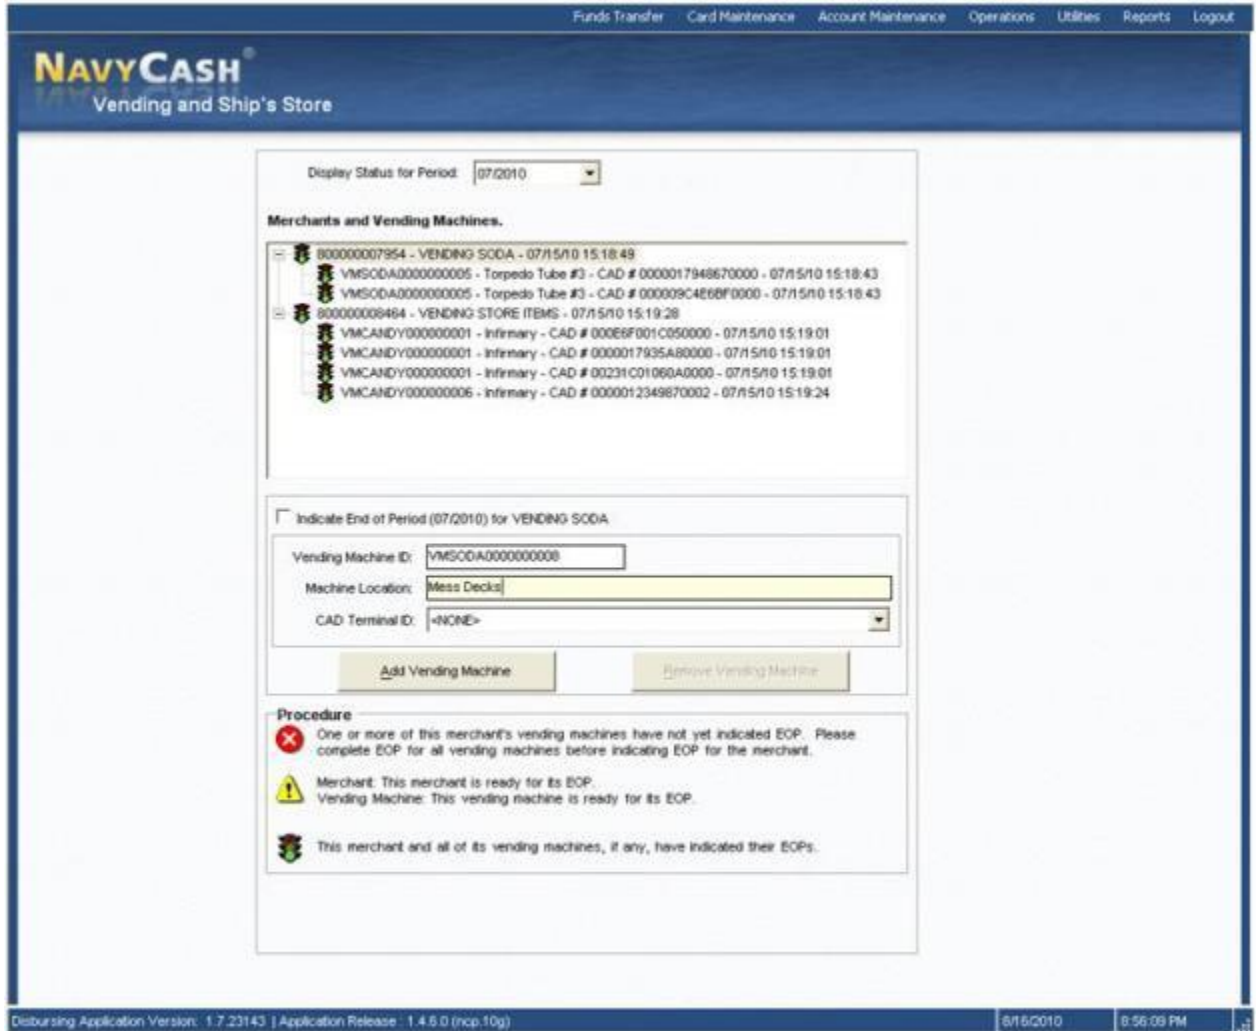 Funds Transfer Card Maintenance Account Maintenance Operations Utilities Reports Logout
NAVYCASH®
Vending and Ship's Store
Display Status for Period: 07/2010
Merchants and Vending Machines.
800000007954 - VENDING SODA - 07/15/10 15:18:49
VMSODA0000000005 - Torpedo Tube #3 - CAD # 0000017948670000 - 07/15/10 15:18:43
VMSODA0000000005 - Torpedo Tube #3 - CAD # 000009C4E6BF0000 - 07/15/10 15:18:43
800000008464 - VENDING STORE ITEMS - 07/15/10 15:19:28
VMCANDY000000001 - Infirmary - CAD # 000E6F001C050000 - 07/15/10 15:19:01
VMCANDY000000001 - Infirmary - CAD # 0000017935A80000 - 07/15/10 15:19:01
VMCANDY000000001 - Infirmary - CAD # 00231C01060A0000 - 07/15/10 15:19:01
VMCANDY000000006 - Infirmary - CAD # 0000012349870002 - 07/15/10 15:19:24
Indicate End of Period (07/2010) for VENDING SODA
Vending Machine ID: VMSODA0000000008
Machine Location: Mess Decks
CAD Terminal ID: <NONE>
Add Vending Machine Remove Vending Machine
Procedure
One or more of this merchant's vending machines have not yet indicated EOP. Please
complete EOP for all vending machines before indicating EOP for the merchant.
Merchant: This merchant is ready for its EOP.
Vending Machine: This vending machine is ready for its EOP.
This merchant and all of its vending machines, if any, have indicated their EOPs.
Disbursing Application Version: 1.7.23143 | Application Release : 1.4.6.0 (ncp.10g) 8/16/2010 8:56:09 PM